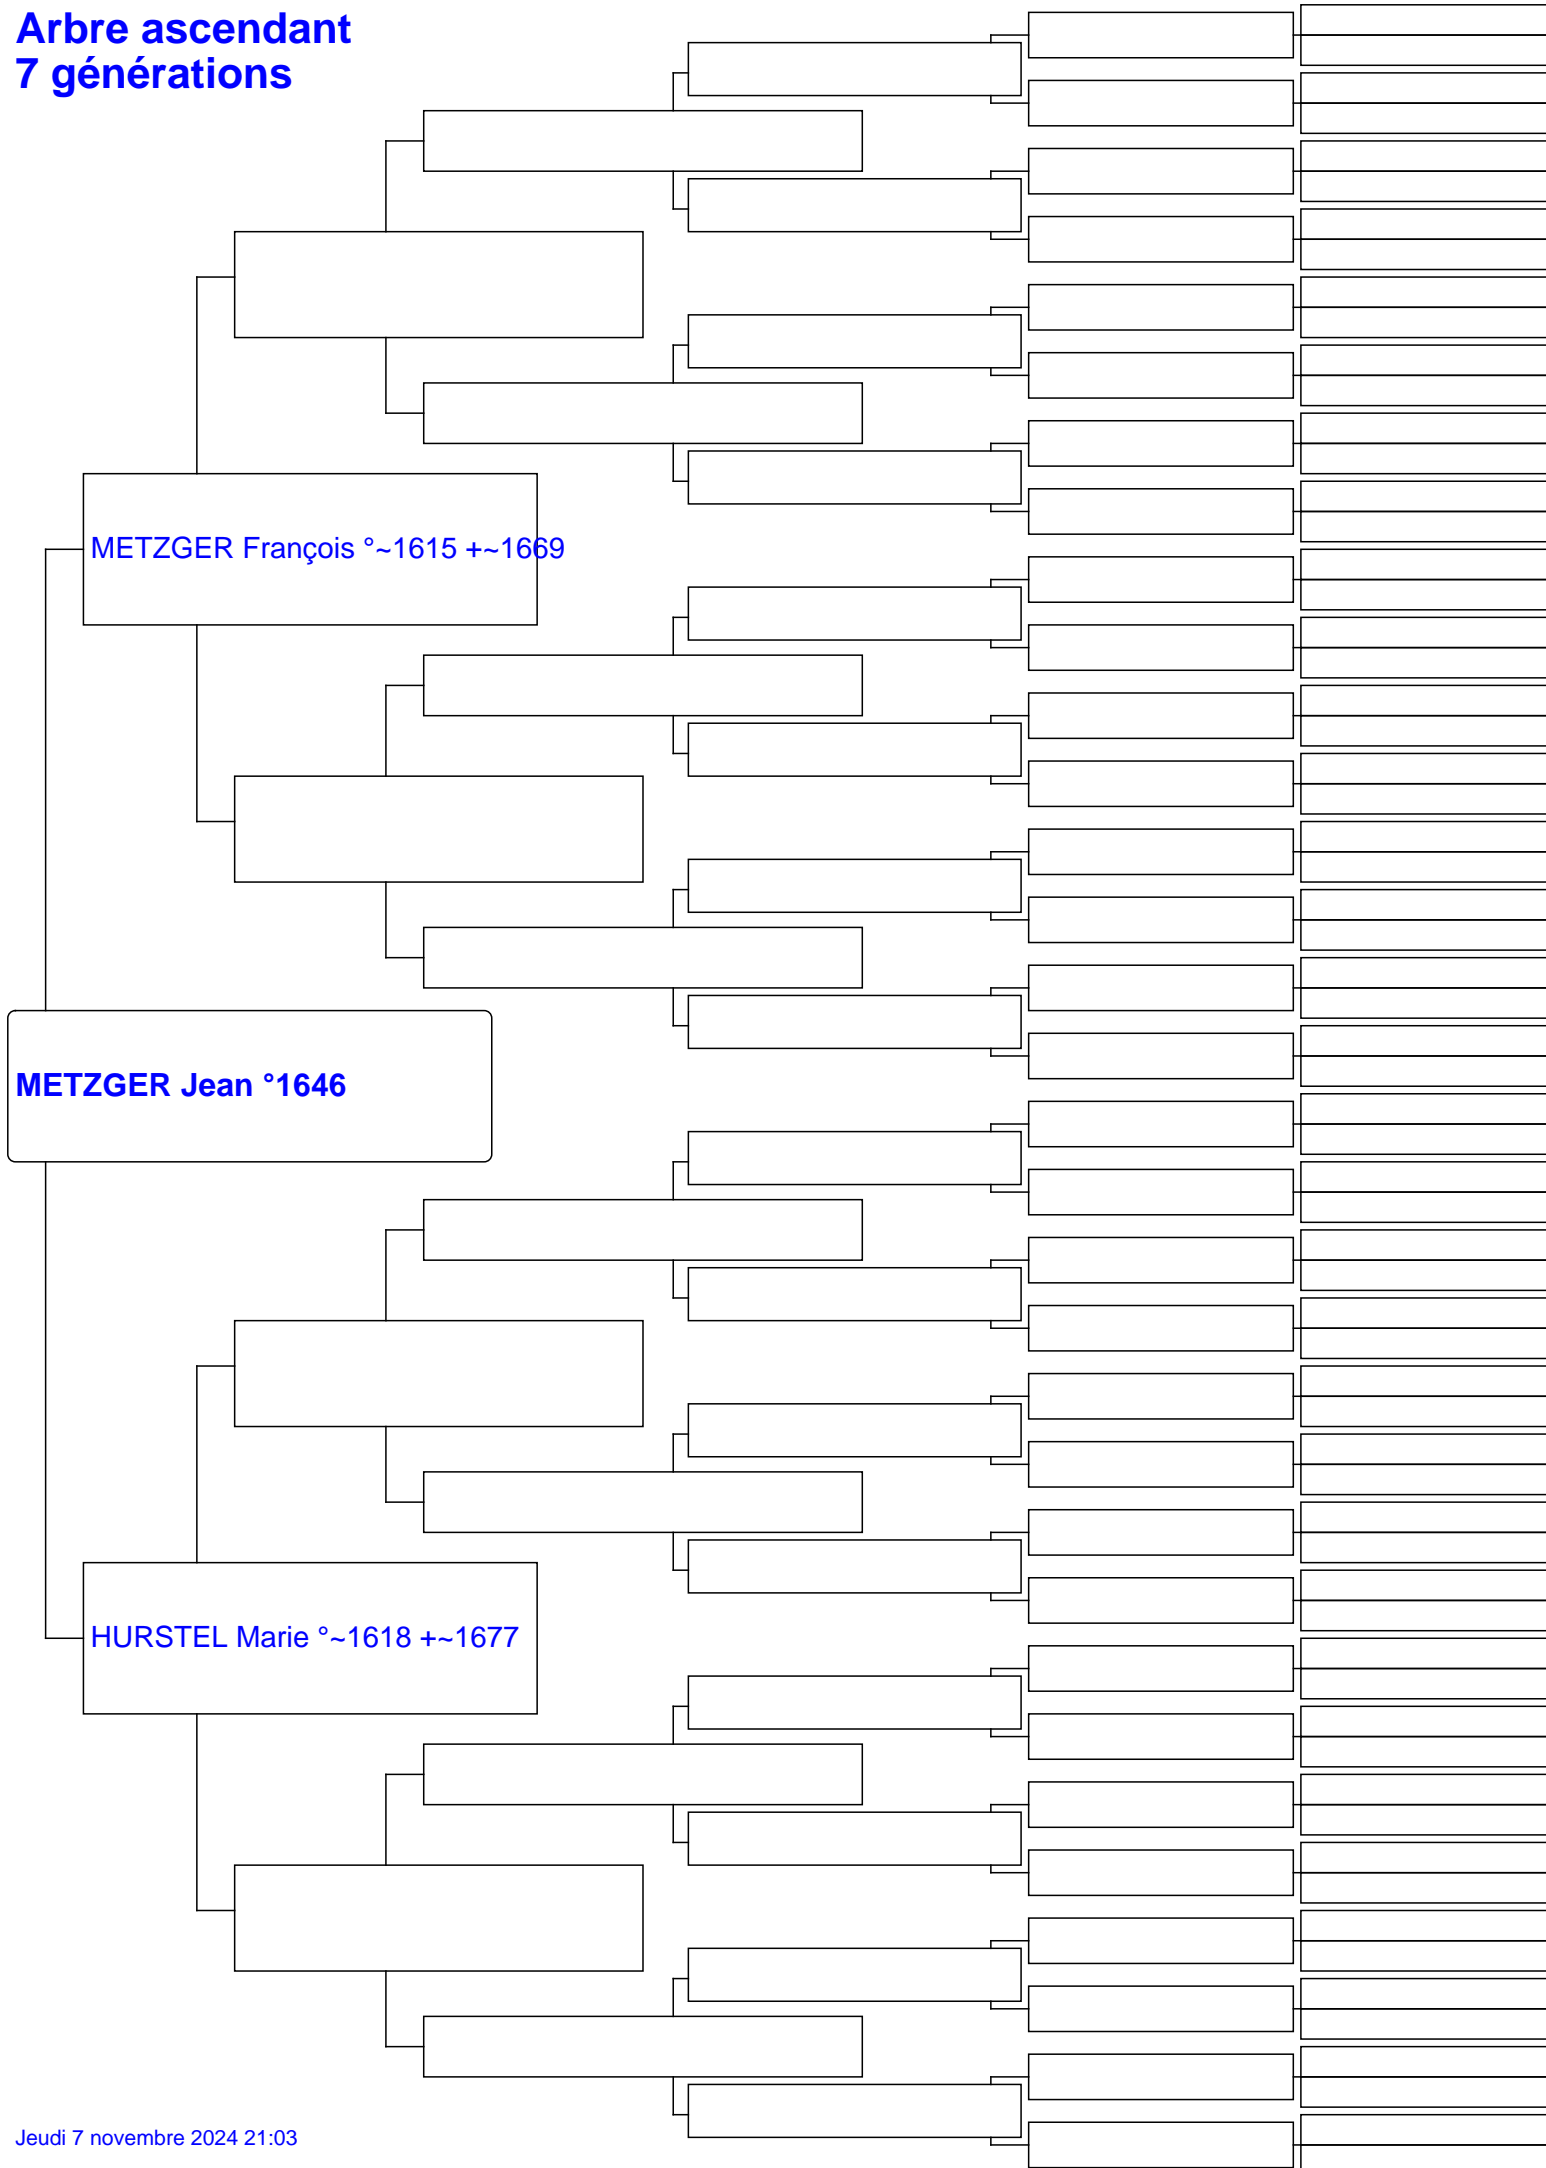 Arbre ascendant
7 générations
METZGER François °~1615 +~1669
METZGER Jean °1646
HURSTEL Marie °~1618 +~1677
Jeudi 7 novembre 2024 21:03